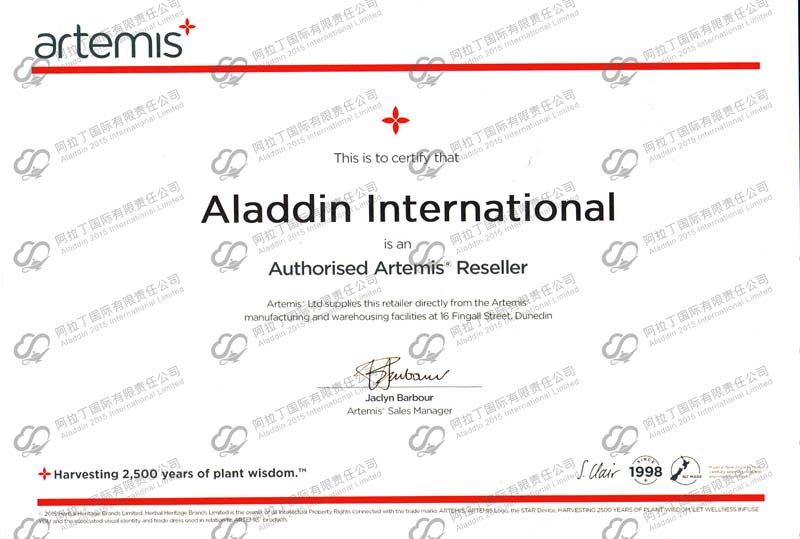 artemis
This is to certify that
Aladdin International
is an
Authorised Artemis® Reseller
Artemis® Ltd supplies this retailer directly from the Artemis®
manufacturing and warehousing facilities at 16 Fingall Street, Dunedin
Jaclyn Barbour
Artemis® Sales Manager
Harvesting 2,500 years of plant wisdom.™
S. Clair
SINCE
1998
NZ MADE
© 2015 Herbal Heritage Brands Limited. Herbal Heritage Brands Limited is the owner of all Intellectual Property Rights connected with the trade marks ARTEMIS, ARTEMIS Logo, the STAR Device, HARVESTING 2500 YEARS OF PLANT WISDOM, LET WELLNESS INFUSE
YOU and the associated visual identity and trade dress used in relation to ARTEMIS® products.
阿拉丁国际有限责任公司
Aladdin 2015 International Limited